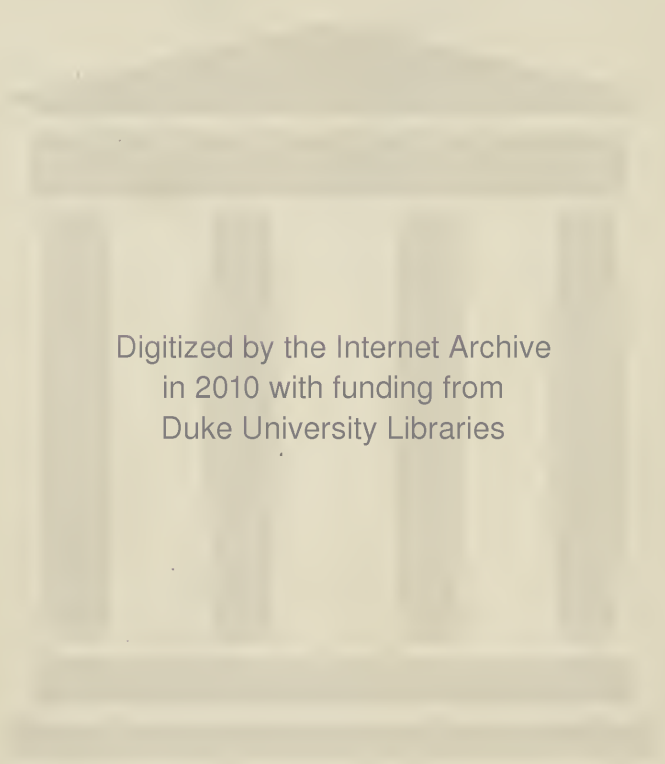 Digitized by the Internet Archive
in 2010 with funding from
Duke University Libraries